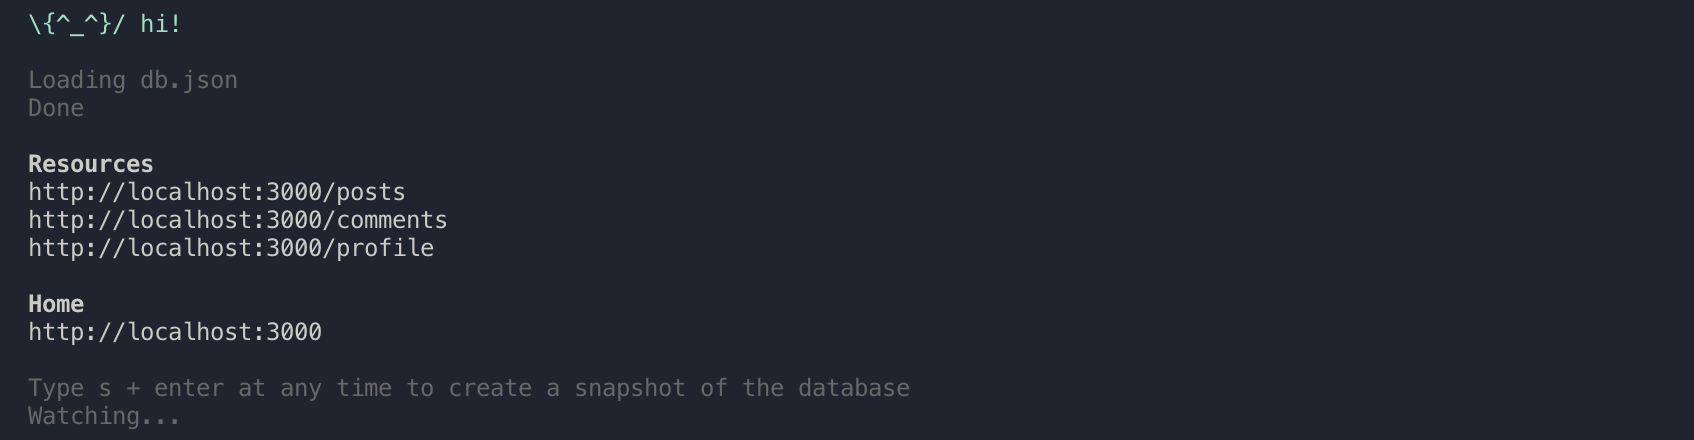 \{^_^}/ hi!
Loading db.json
Done
Resources
http://localhost:3000/posts
http://localhost:3000/comments
http://localhost:3000/profile
Home
http://localhost:3000
Type s + enter at any time to create a snapshot of the database
Watching...